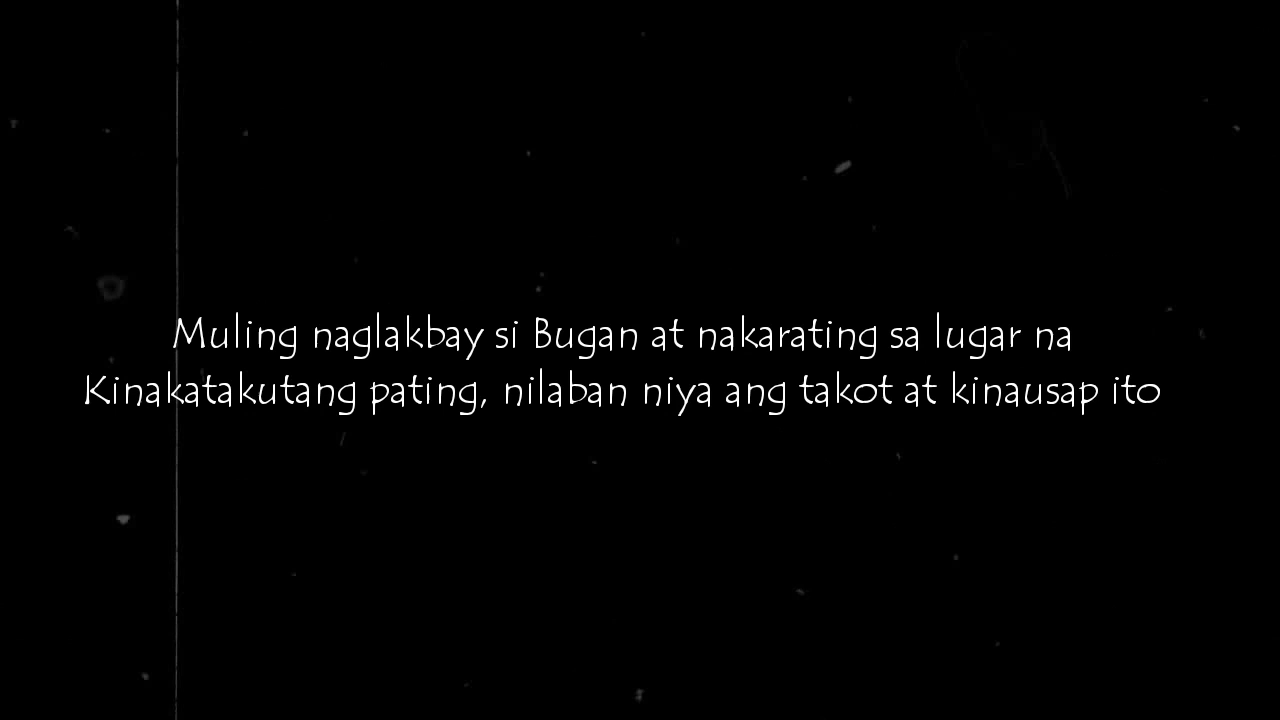 Muling naglakbay si Bugan at nakarating sa lugar na
Kinakatakutang pating, nilaban niya ang takot at kinausap ito